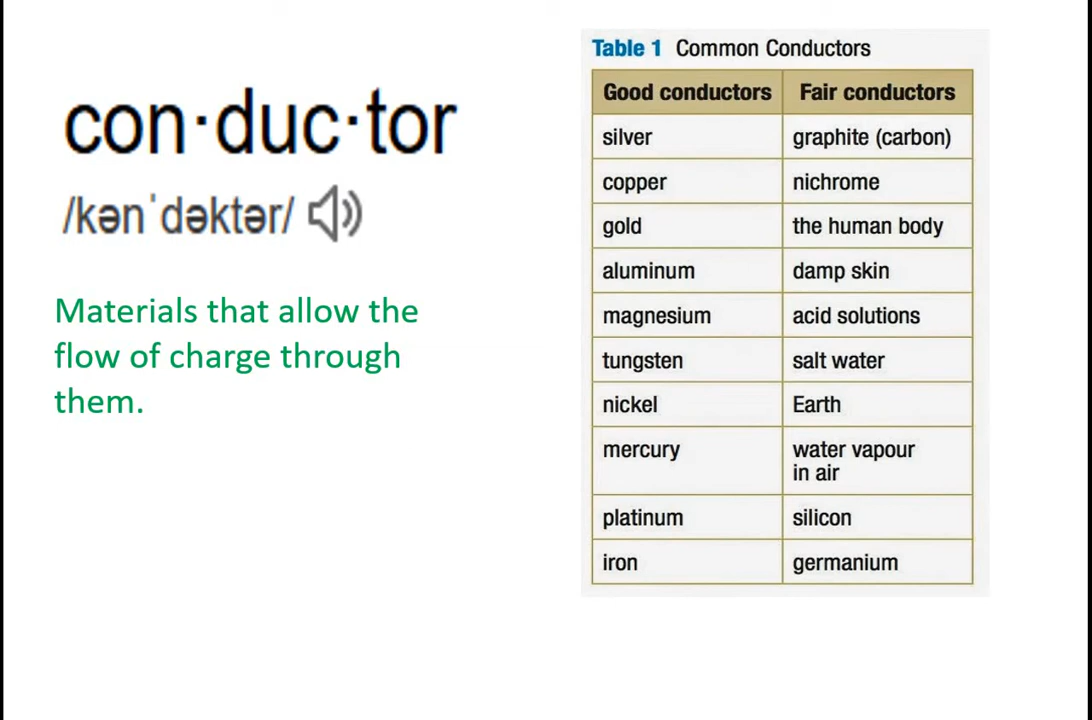 con·duc·tor
/kənˈdəktər/
Materials that allow the
flow of charge through
them.
Table 1 Common Conductors
Good conductors Fair conductors
silver graphite (carbon)
copper nichrome
gold the human body
aluminum damp skin
magnesium acid solutions
tungsten salt water
nickel Earth
mercury water vapour
in air
platinum silicon
iron germanium